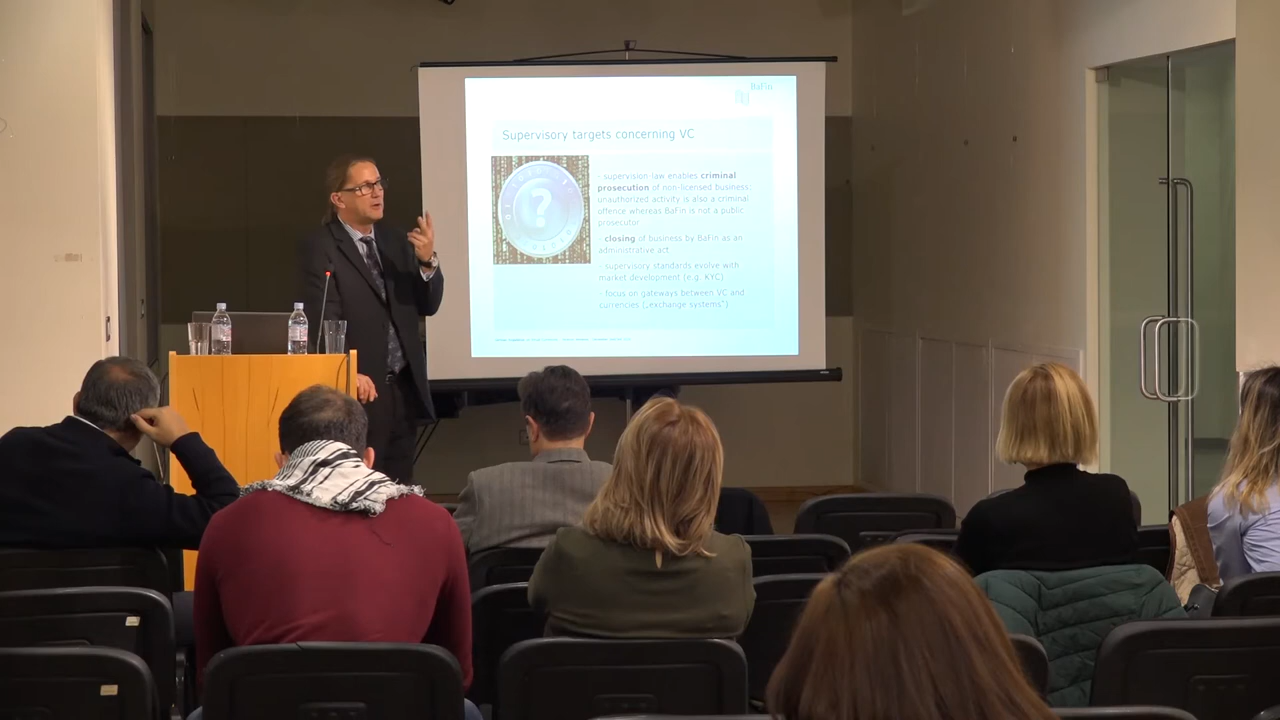 BaFin
Supervisory targets concerning VC
- supervision law enables criminal
prosecution of non-licensed business;
unauthorized activity is also a criminal
offence whereas BaFin is not a public
prosecutor
- closing of business by BaFin as an
administrative act
- supervisory standards evolve with
market development (e.g. KYC)
- focus on gateways between VC and
currencies („exchange systems")
?